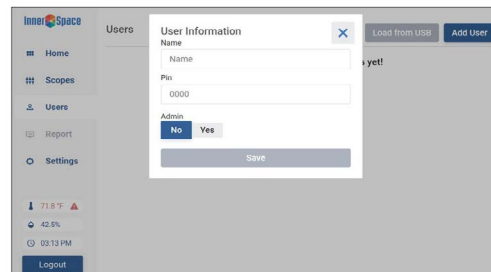 InnerSpace
Home
Scopes
Users
Report
Settings
71.8 °F
42.5%
03:13 PM
Logout
Users
Load from USB
Add User
yet!
User Information
Name
Name
Pin
0000
Admin
No Yes
Save